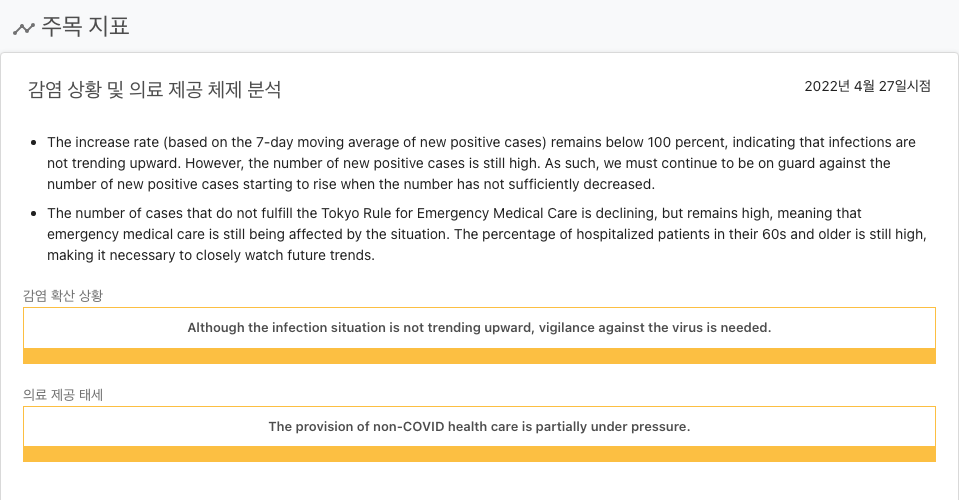 주목 지표
감염 상황 및 의료 제공 체제 분석
2022년 4월 27일시점
The increase rate (based on the 7-day moving average of new positive cases) remains below 100 percent, indicating that infections are
not trending upward. However, the number of new positive cases is still high. As such, we must continue to be on guard against the
number of new positive cases starting to rise when the number has not sufficiently decreased.
The number of cases that do not fulfill the Tokyo Rule for Emergency Medical Care is declining, but remains high, meaning that
emergency medical care is still being affected by the situation. The percentage of hospitalized patients in their 60s and older is still high,
making it necessary to closely watch future trends.
감염 확산 상황
Although the infection situation is not trending upward, vigilance against the virus is needed.
의료 제공 태세
The provision of non-COVID health care is partially under pressure.